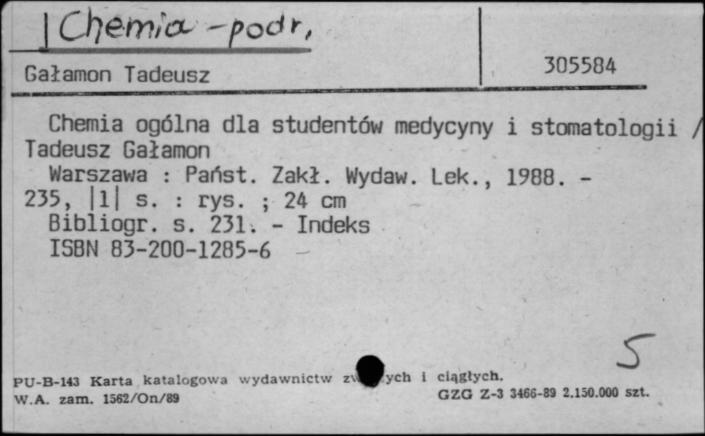 Chemia - podr.
Gałamon Tadeusz
305584
Chemia ogólna dla studentów medycyny i stomatologii /
Tadeusz Gałamon
Warszawa : Państ. Zakł. Wydaw. Lek., 1988. -
235, |1| s. : rys. ; 24 cm
Bibliogr. s. 231. - Indeks
ISBN 83-200-1285-6
5
PU-B-143 Karta katalogowa wydawnictw i ciągłych.
W.A. zam. 1562/On/89
GZG Z-3 3466-89 2.150.000 szt.